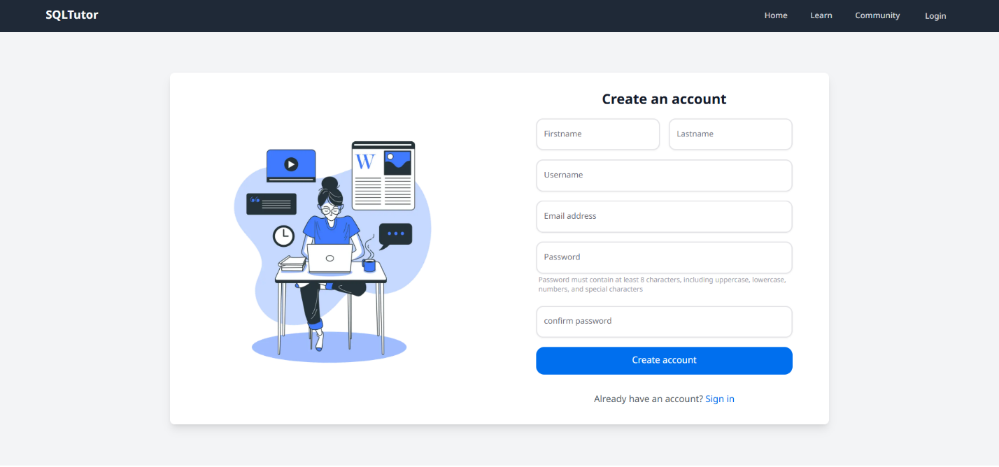 SQLTutor
Home
Learn
Community
Login
Create an account
Firstname
Lastname
Username
Email address
Password
Password must contain at least 8 characters, including uppercase, lowercase,
numbers, and special characters
confirm password
Create account
Already have an account? Sign in
W